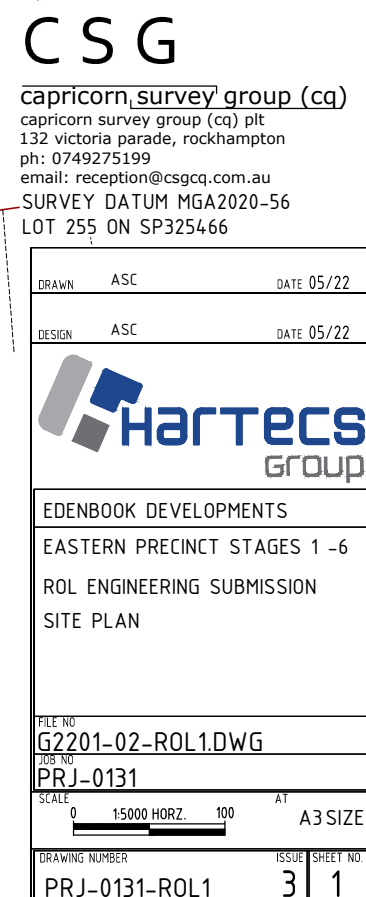 CSG
capricorn survey group (cq)
capricorn survey group (cq) plt
132 victoria parade, rockhampton
ph: 0749275199
email: reception@csgcq.com.au
SURVEY DATUM MGA2020-56
LOT 255 ON SP325466
DRAWN ASC DATE 05/22
DESIGN ASC DATE 05/22
Hartecs
Group
EDENBOOK DEVELOPMENTS
EASTERN PRECINCT STAGES 1 -6
ROL ENGINEERING SUBMISSION
SITE PLAN
FILE NO
G2201-02-ROL1.DWG
JOB NO
PRJ-0131
SCALE
0 1:5000 HORZ. 100 AT A3 SIZE
DRAWING NUMBER ISSUE SHEET NO.
PRJ-0131-ROL1 3 1